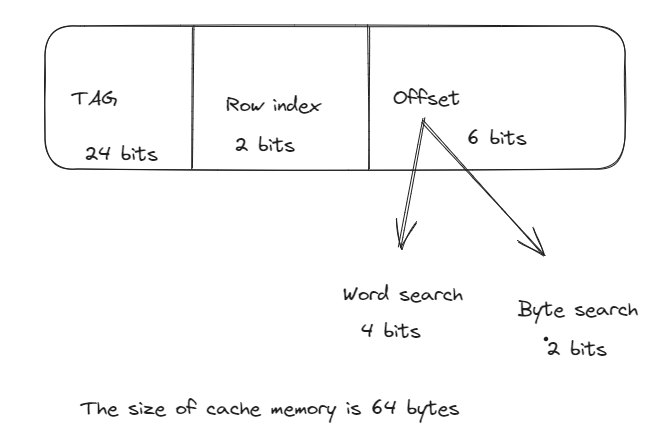 TAG
24 bits
Row index
2 bits
Offset
6 bits
Word search
4 bits
Byte search
2 bits
The size of cache memory is 64 bytes